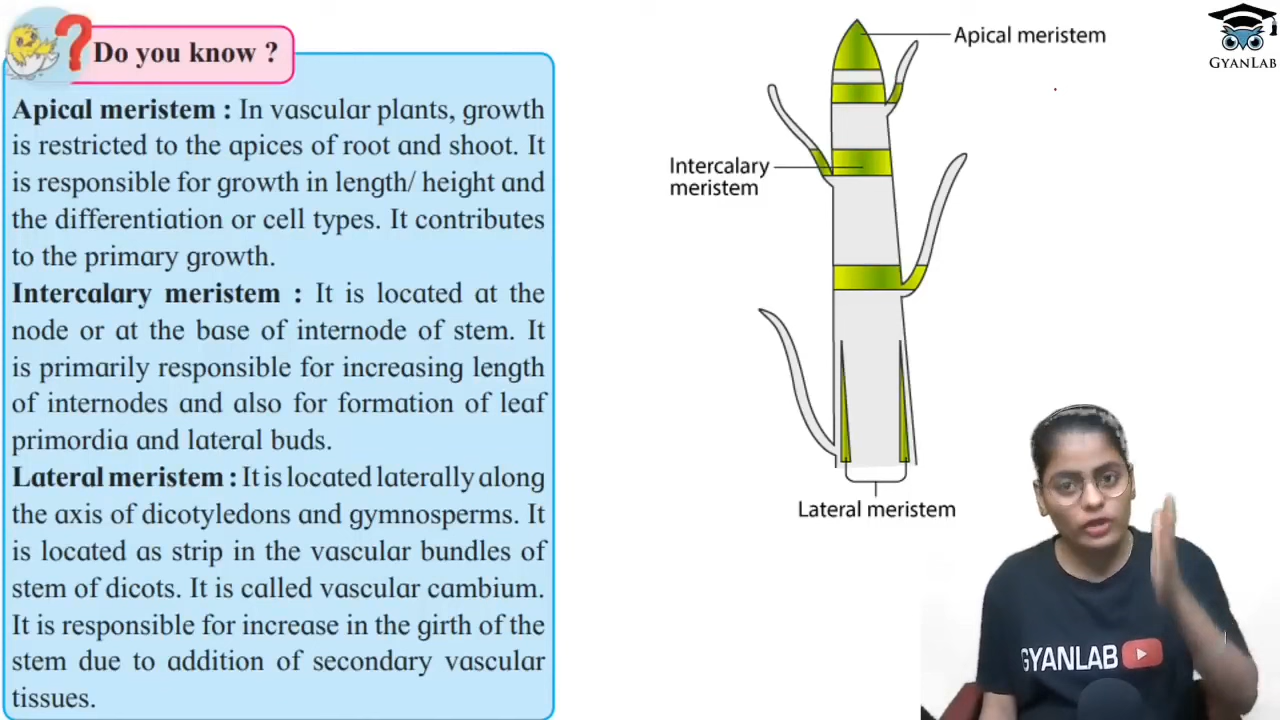 Do you know ?
Apical meristem : In vascular plants, growth
is restricted to the apices of root and shoot. It
is responsible for growth in length/ height and
the differentiation or cell types. It contributes
to the primary growth.
Intercalary meristem : It is located at the
node or at the base of internode of stem. It
is primarily responsible for increasing length
of internodes and also for formation of leaf
primordia and lateral buds.
Lateral meristem : It is located laterally along
the axis of dicotyledons and gymnosperms. It
is located as strip in the vascular bundles of
stem of dicots. It is called vascular cambium.
It is responsible for increase in the girth of the
stem due to addition of secondary vascular
tissues.
Apical meristem
Intercalary
meristem
Lateral meristem
GYANLAB
GYANLAB